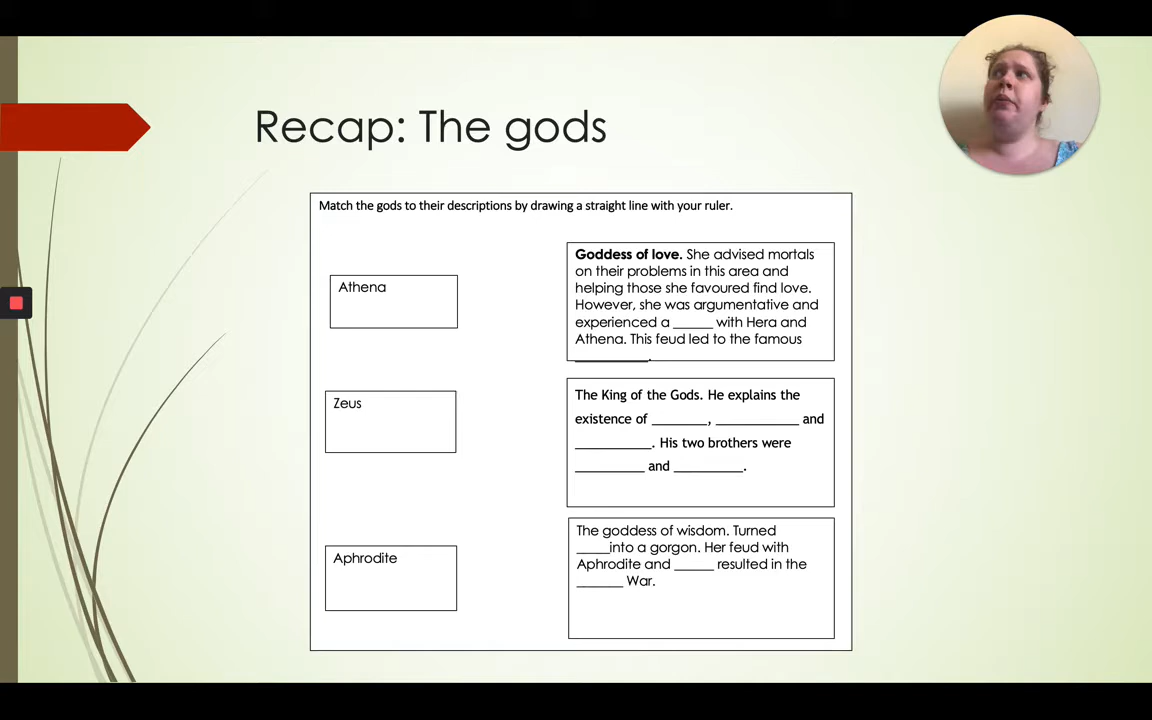 Recap: The gods
Match the gods to their descriptions by drawing a straight line with your ruler.
Athena
Zeus
Aphrodite
Goddess of love. She advised mortals
on their problems in this area and
helping those she favoured find love.
However, she was argumentative and
experienced a ______ with Hera and
Athena. This feud led to the famous
___________.
The King of the Gods. He explains the
existence of ________, ____________ and
___________. His two brothers were
__________ and __________.
The goddess of wisdom. Turned
_____into a gorgon. Her feud with
Aphrodite and ______ resulted in the
_______ War.